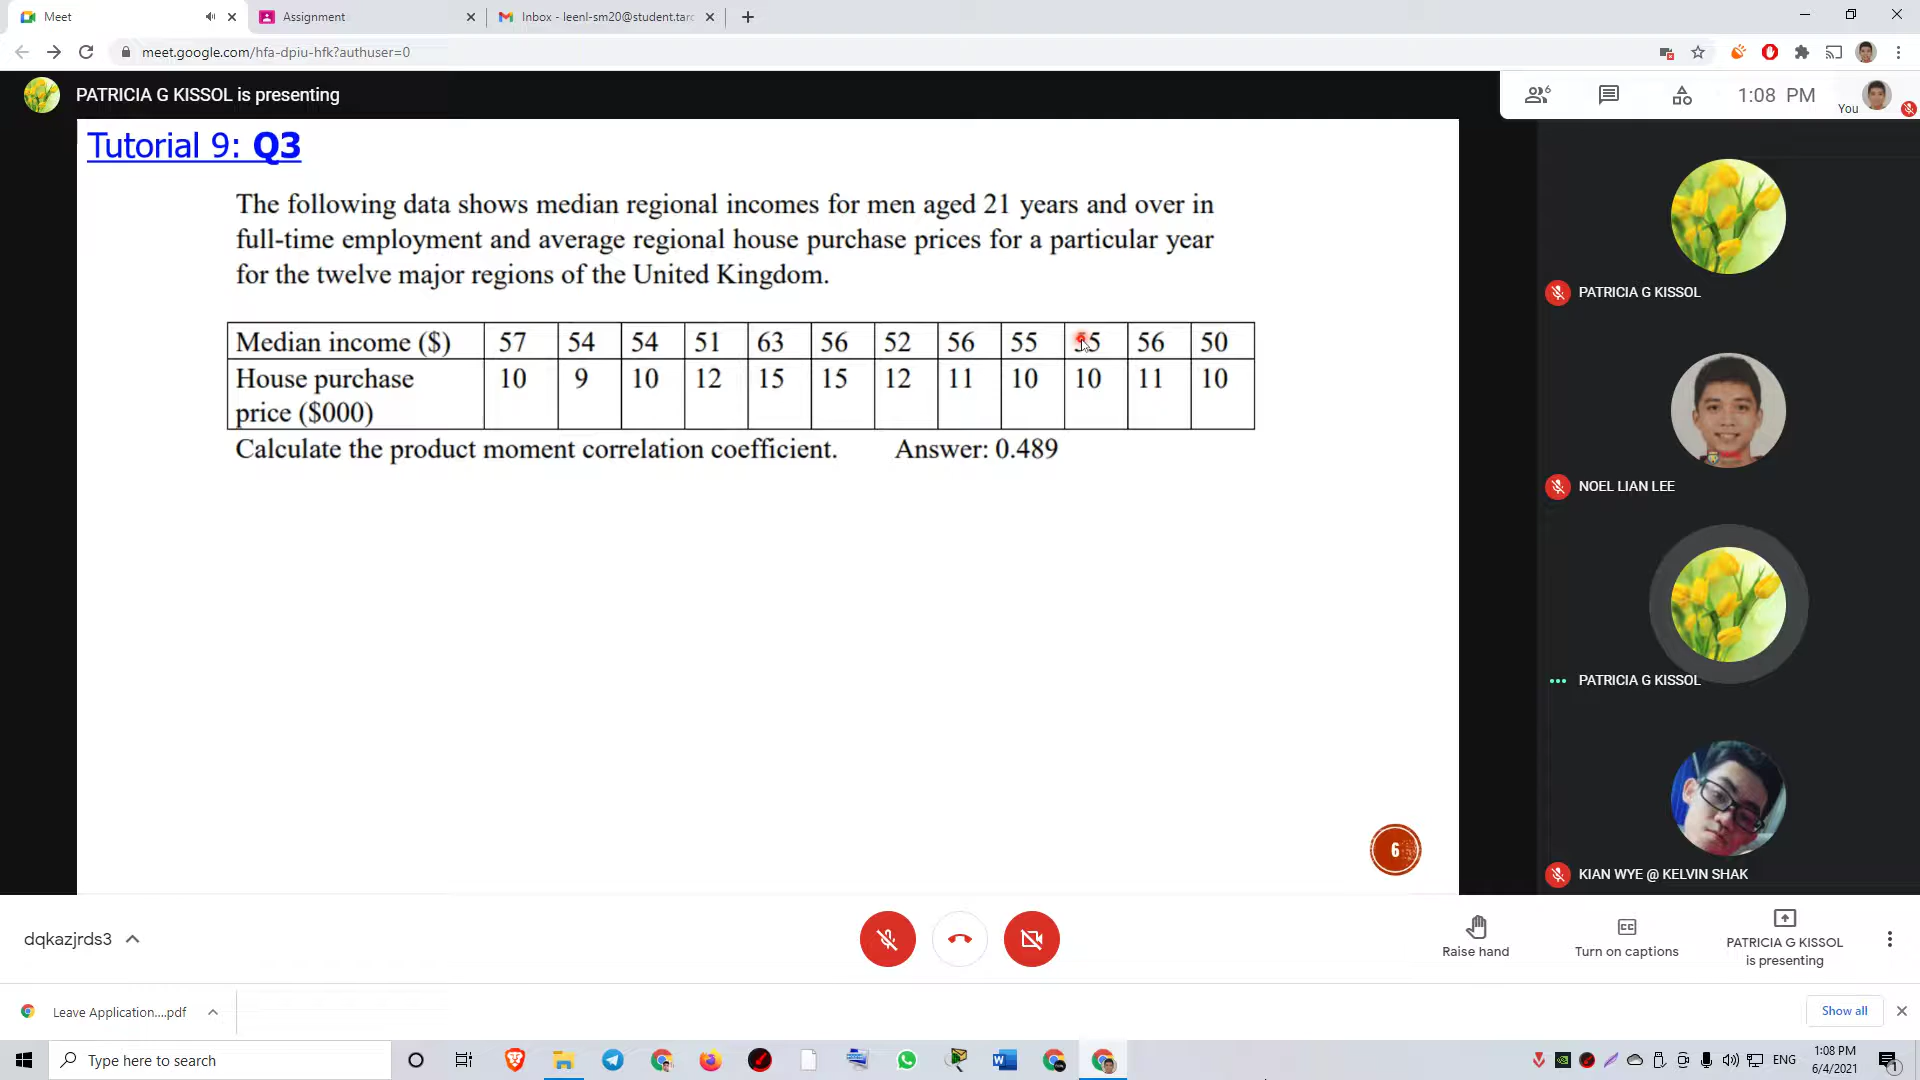 Meet
Assignment
Inbox - leenl-sm20@student.tarc
meet.google.com/hfa-dpiu-hfk?authuser=0
PATRICIA G KISSOL is presenting
6
1:08 PM
You
Tutorial 9: Q3
The following data shows median regional incomes for men aged 21 years and over in
full-time employment and average regional house purchase prices for a particular year
for the twelve major regions of the United Kingdom.
Median income ($) 57 54 54 51 63 56 52 56 55 55 56 50
House purchase 10 9 10 12 15 15 12 11 10 10 11 10
price ($000)
Calculate the product moment correlation coefficient. Answer: 0.489
6
PATRICIA G KISSOL
NOEL LIAN LEE
PATRICIA G KISSOL
KIAN WYE @ KELVIN SHAK
dqkazjrds3
Raise hand
CC
Turn on captions
PATRICIA G KISSOL
is presenting
Leave Application....pdf
Show all
Type here to search
ENG
1:08 PM
6/4/2021
1